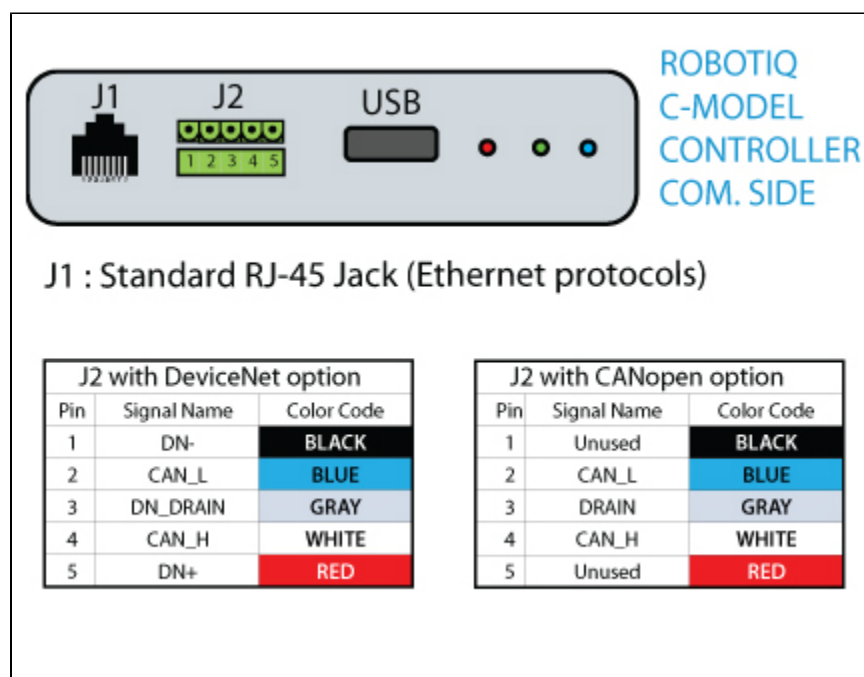 J1 J2 USB
1 2 3 4 5
ROBOTIQ
C-MODEL
CONTROLLER
COM. SIDE
J1 : Standard RJ-45 Jack (Ethernet protocols)
J2 with DeviceNet option
Pin Signal Name Color Code
1 DN- BLACK
2 CAN_L BLUE
3 DN_DRAIN GRAY
4 CAN_H WHITE
5 DN+ RED
J2 with CANopen option
Pin Signal Name Color Code
1 Unused BLACK
2 CAN_L BLUE
3 DRAIN GRAY
4 CAN_H WHITE
5 Unused RED